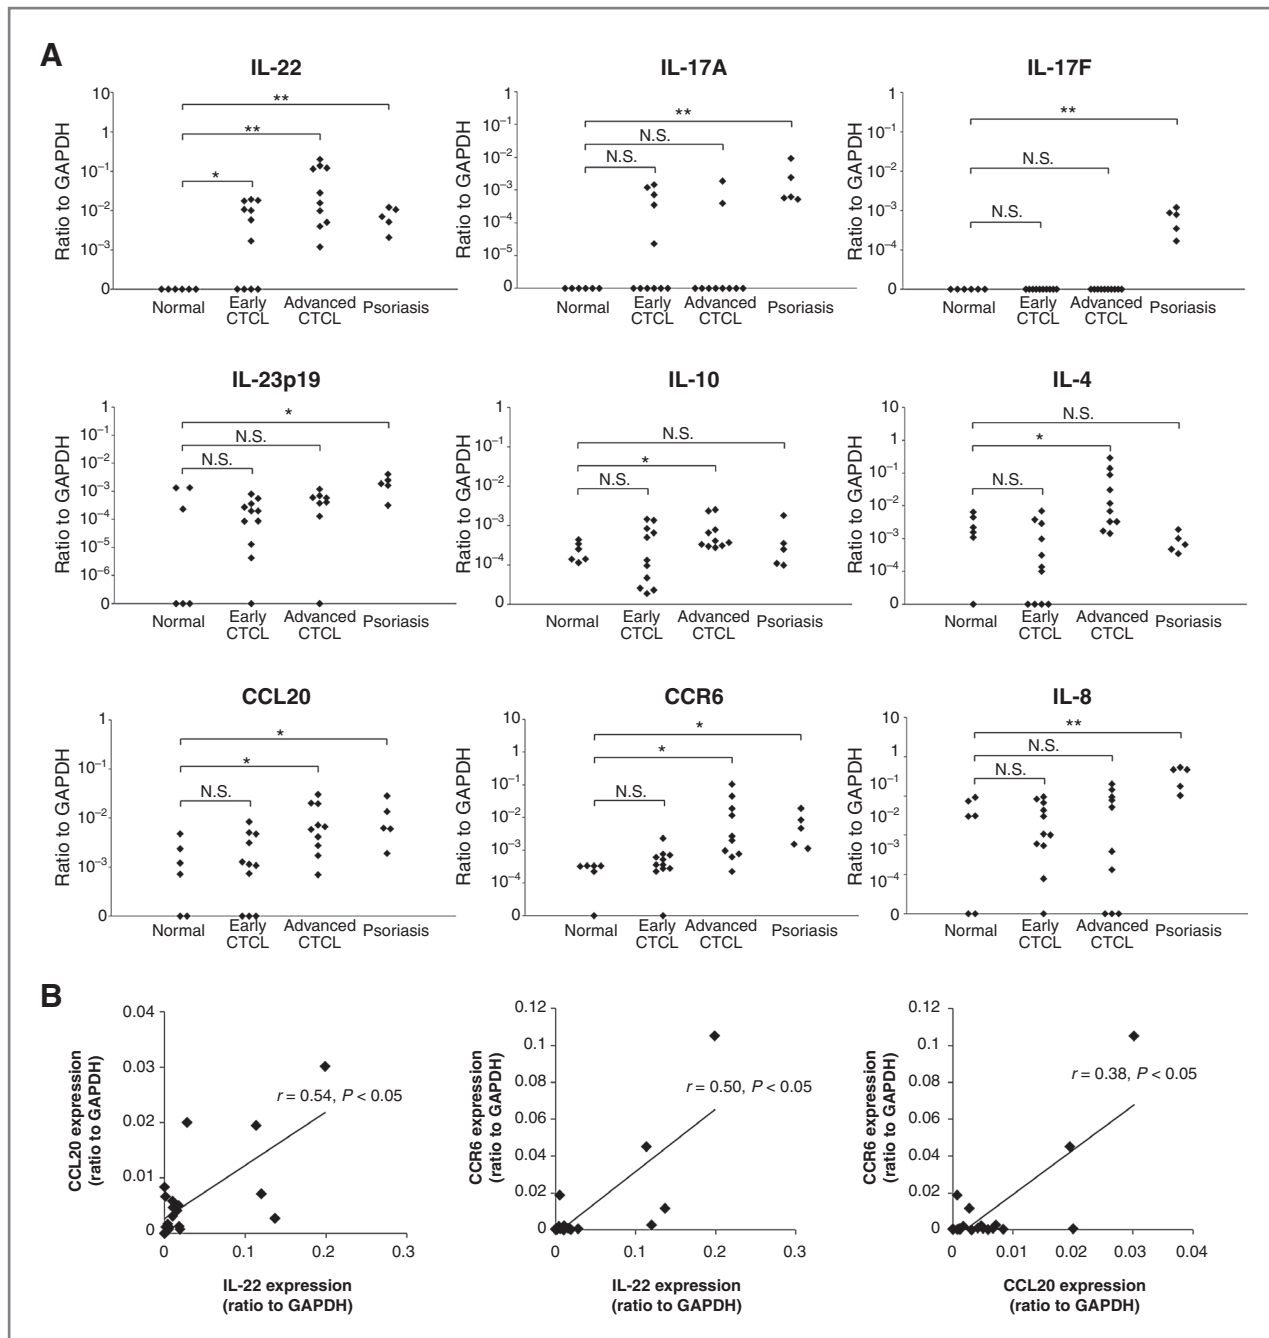 A
IL-22
Ratio to GAPDH
10
1
10⁻¹
10⁻²
10⁻³
0
**
**
*
Normal
Early CTCL
Advanced CTCL
Psoriasis
IL-17A
Ratio to GAPDH
1
10⁻¹
10⁻²
10⁻³
10⁻⁵
0
**
N.S.
N.S.
Normal
Early CTCL
Advanced CTCL
Psoriasis
IL-17F
Ratio to GAPDH
1
10⁻¹
10⁻²
10⁻³
10⁻⁴
0
**
N.S.
N.S.
Normal
Early CTCL
Advanced CTCL
Psoriasis
IL-23p19
Ratio to GAPDH
1
10⁻¹
10⁻²
10⁻³
10⁻⁴
10⁻⁵
10⁻⁶
0
*
N.S.
N.S.
Normal
Early CTCL
Advanced CTCL
Psoriasis
IL-10
Ratio to GAPDH
1
10⁻¹
10⁻²
10⁻³
10⁻⁴
0
N.S.
*
N.S.
Normal
Early CTCL
Advanced CTCL
Psoriasis
IL-4
Ratio to GAPDH
10
1
10⁻¹
10⁻²
10⁻³
10⁻⁴
0
N.S.
*
N.S.
Normal
Early CTCL
Advanced CTCL
Psoriasis
CCL20
Ratio to GAPDH
1
10⁻¹
10⁻²
10⁻³
0
*
*
N.S.
Normal
Early CTCL
Advanced CTCL
Psoriasis
CCR6
Ratio to GAPDH
10
1
10⁻¹
10⁻²
10⁻³
10⁻⁴
0
*
*
N.S.
Normal
Early CTCL
Advanced CTCL
Psoriasis
IL-8
Ratio to GAPDH
10
1
10⁻¹
10⁻²
10⁻³
10⁻⁴
0
**
N.S.
N.S.
Normal
Early CTCL
Advanced CTCL
Psoriasis
B
CCL20 expression
(ratio to GAPDH)
0.04
0.03
0.02
0.01
0
r = 0.54, P < 0.05
0
0.1
0.2
0.3
IL-22 expression
(ratio to GAPDH)
CCR6 expression
(ratio to GAPDH)
0.12
0.1
0.08
0.06
0.04
0.02
0
r = 0.50, P < 0.05
0
0.1
0.2
0.3
IL-22 expression
(ratio to GAPDH)
CCR6 expression
(ratio to GAPDH)
0.12
0.1
0.08
0.06
0.04
0.02
0
r = 0.38, P < 0.05
0
0.01
0.02
0.03
0.04
CCL20 expression
(ratio to GAPDH)